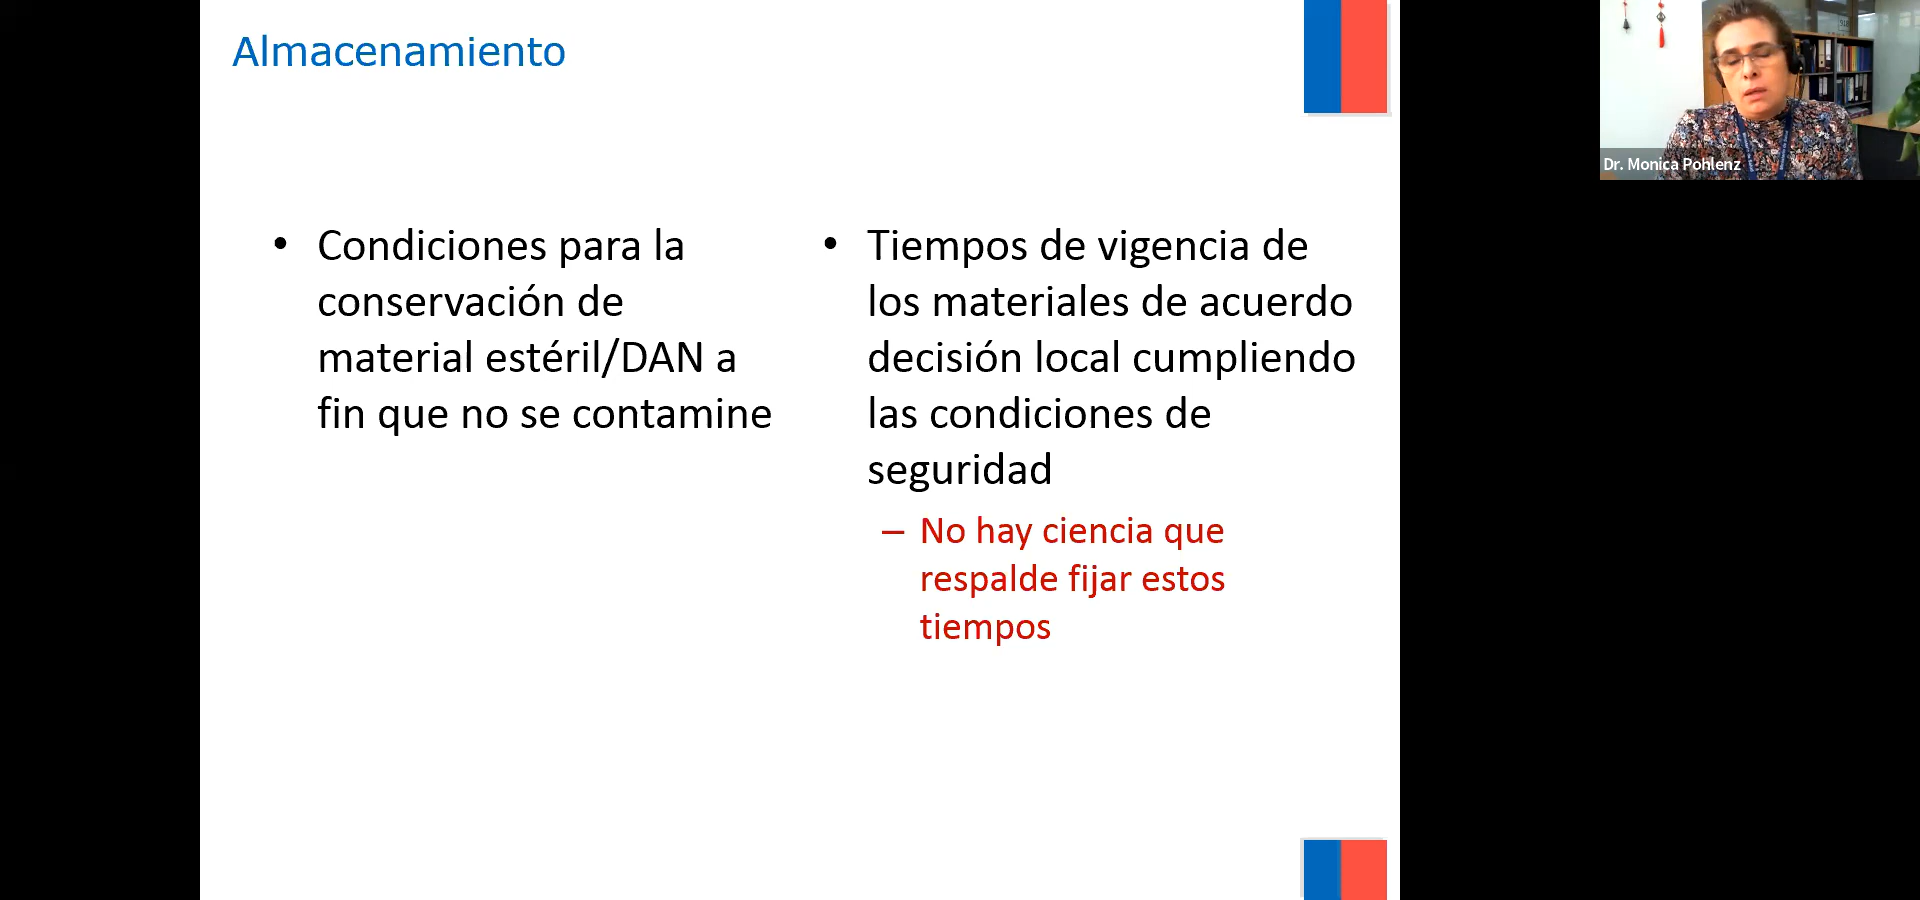 Almacenamiento
• Condiciones para la
conservación de
material estéril/DAN a
fin que no se contamine
• Tiempos de vigencia de
los materiales de acuerdo
decisión local cumpliendo
las condiciones de
seguridad
– No hay ciencia que
respalde fijar estos
tiempos
Dr. Monica Pohlenz